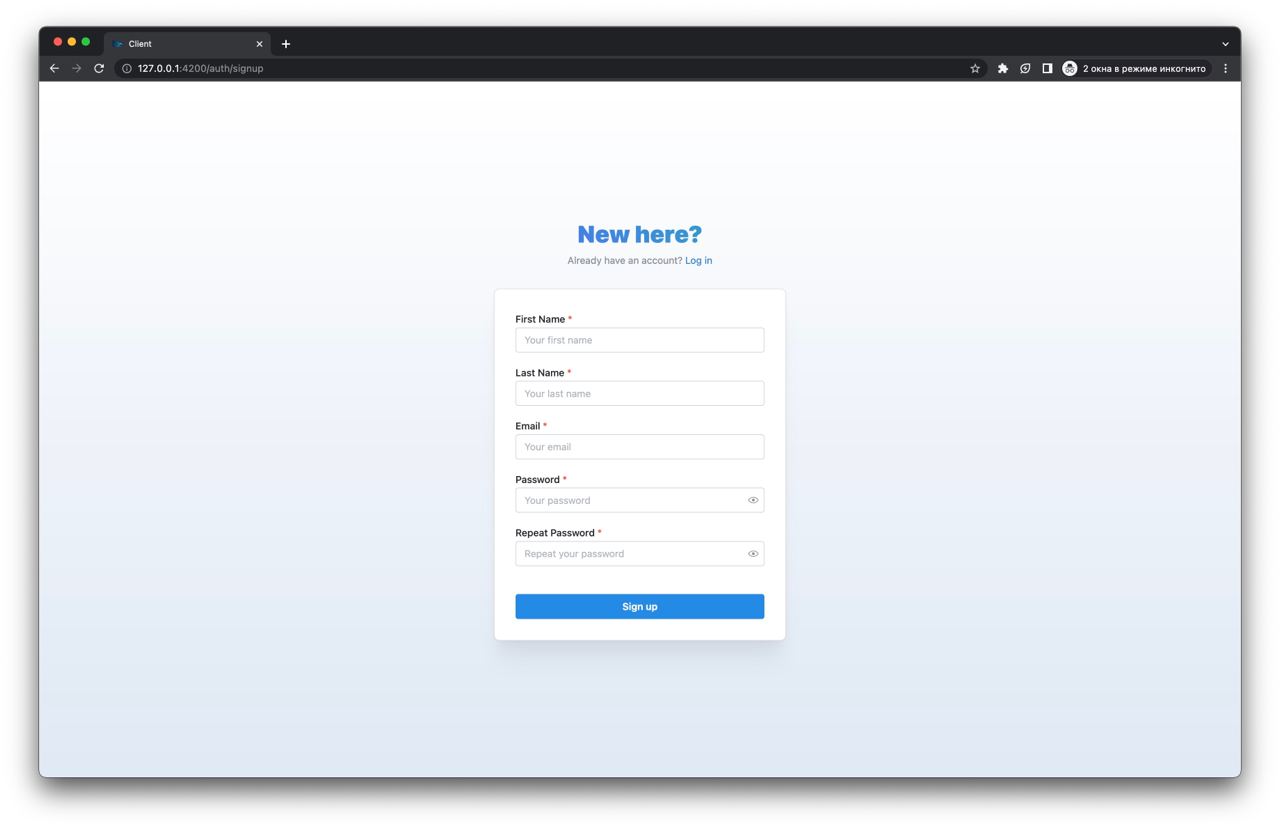 Client
127.0.0.1:4200/auth/signup
2 окна в режиме инкогнито
New here?
Already have an account? Log in
First Name *
Your first name
Last Name *
Your last name
Email *
Your email
Password *
Your password
Repeat Password *
Repeat your password
Sign up